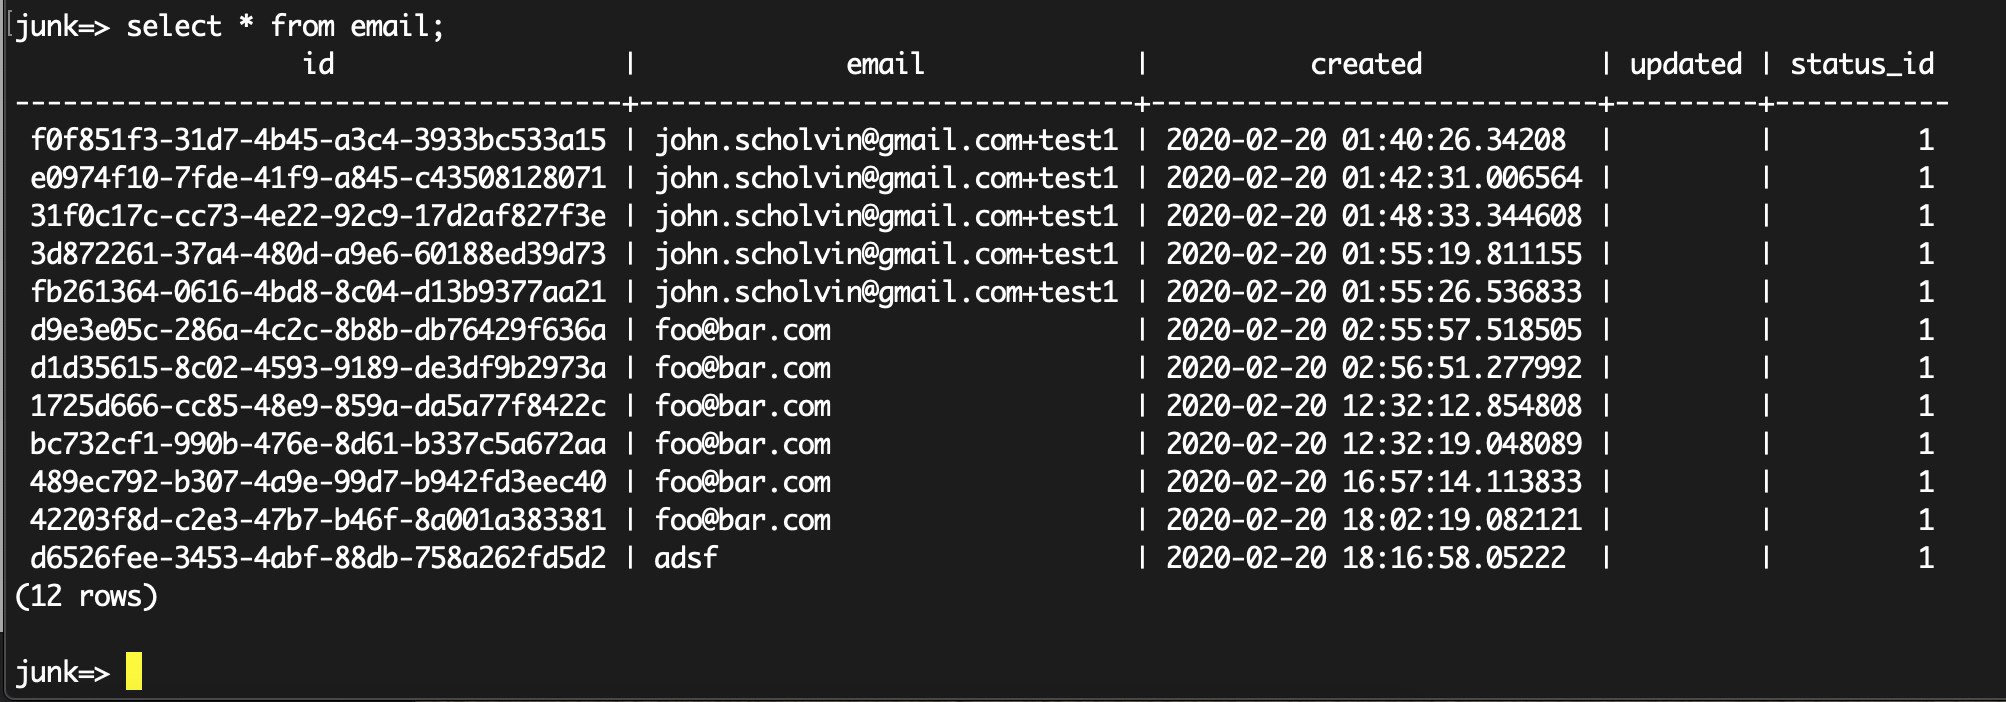 junk=> select * from email;
id | email | created | updated | status_id
--------------------------------------+-------------------------------+----------------------------+---------+-----------
f0f851f3-31d7-4b45-a3c4-3933bc533a15 | john.scholvin@gmail.com+test1 | 2020-02-20 01:40:26.34208 | | 1
e0974f10-7fde-41f9-a845-c43508128071 | john.scholvin@gmail.com+test1 | 2020-02-20 01:42:31.006564 | | 1
31f0c17c-cc73-4e22-92c9-17d2af827f3e | john.scholvin@gmail.com+test1 | 2020-02-20 01:48:33.344608 | | 1
3d872261-37a4-480d-a9e6-60188ed39d73 | john.scholvin@gmail.com+test1 | 2020-02-20 01:55:19.811155 | | 1
fb261364-0616-4bd8-8c04-d13b9377aa21 | john.scholvin@gmail.com+test1 | 2020-02-20 01:55:26.536833 | | 1
d9e3e05c-286a-4c2c-8b8b-db76429f636a | foo@bar.com | 2020-02-20 02:55:57.518505 | | 1
d1d35615-8c02-4593-9189-de3df9b2973a | foo@bar.com | 2020-02-20 02:56:51.277992 | | 1
1725d666-cc85-48e9-859a-da5a77f8422c | foo@bar.com | 2020-02-20 12:32:12.854808 | | 1
bc732cf1-990b-476e-8d61-b337c5a672aa | foo@bar.com | 2020-02-20 12:32:19.048089 | | 1
489ec792-b307-4a9e-99d7-b942fd3eec40 | foo@bar.com | 2020-02-20 16:57:14.113833 | | 1
42203f8d-c2e3-47b7-b46f-8a001a383381 | foo@bar.com | 2020-02-20 18:02:19.082121 | | 1
d6526fee-3453-4abf-88db-758a262fd5d2 | adsf | 2020-02-20 18:16:58.05222 | | 1
(12 rows)
junk=>